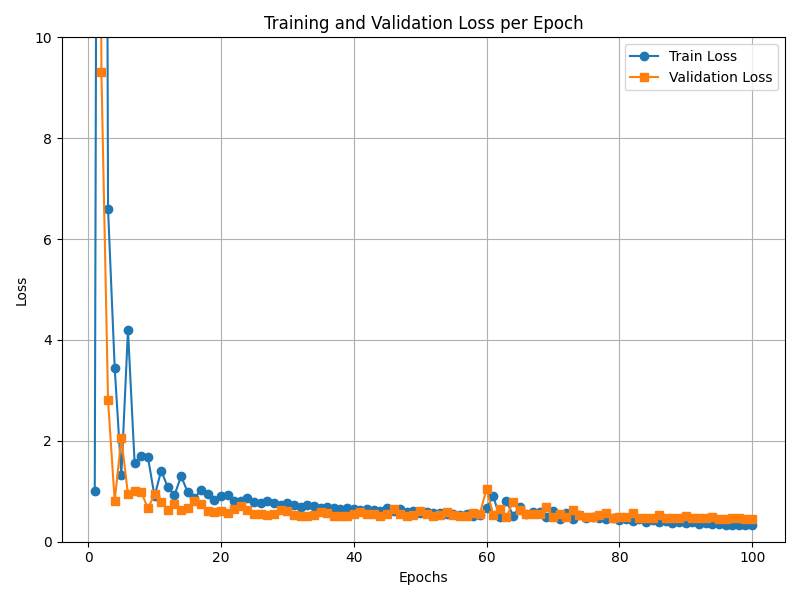 Training and Validation Loss per Epoch
Train Loss
Validation Loss
10
8
6
4
2
0
Loss
0 20 40 60 80 100
Epochs